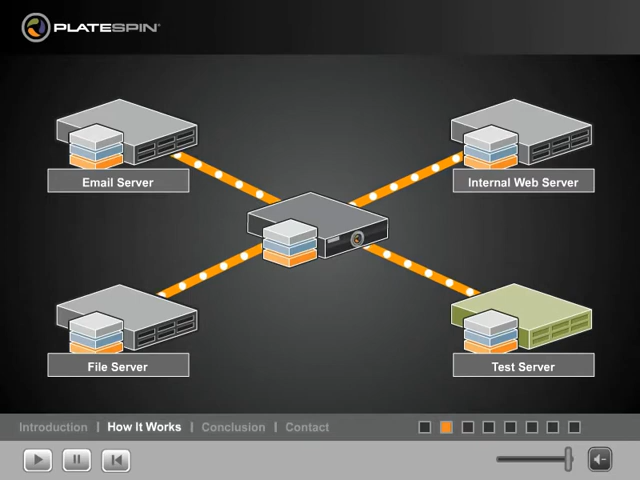 PLATESPIN
Email Server
Internal Web Server
File Server
Test Server
Introduction | How It Works | Conclusion | Contact